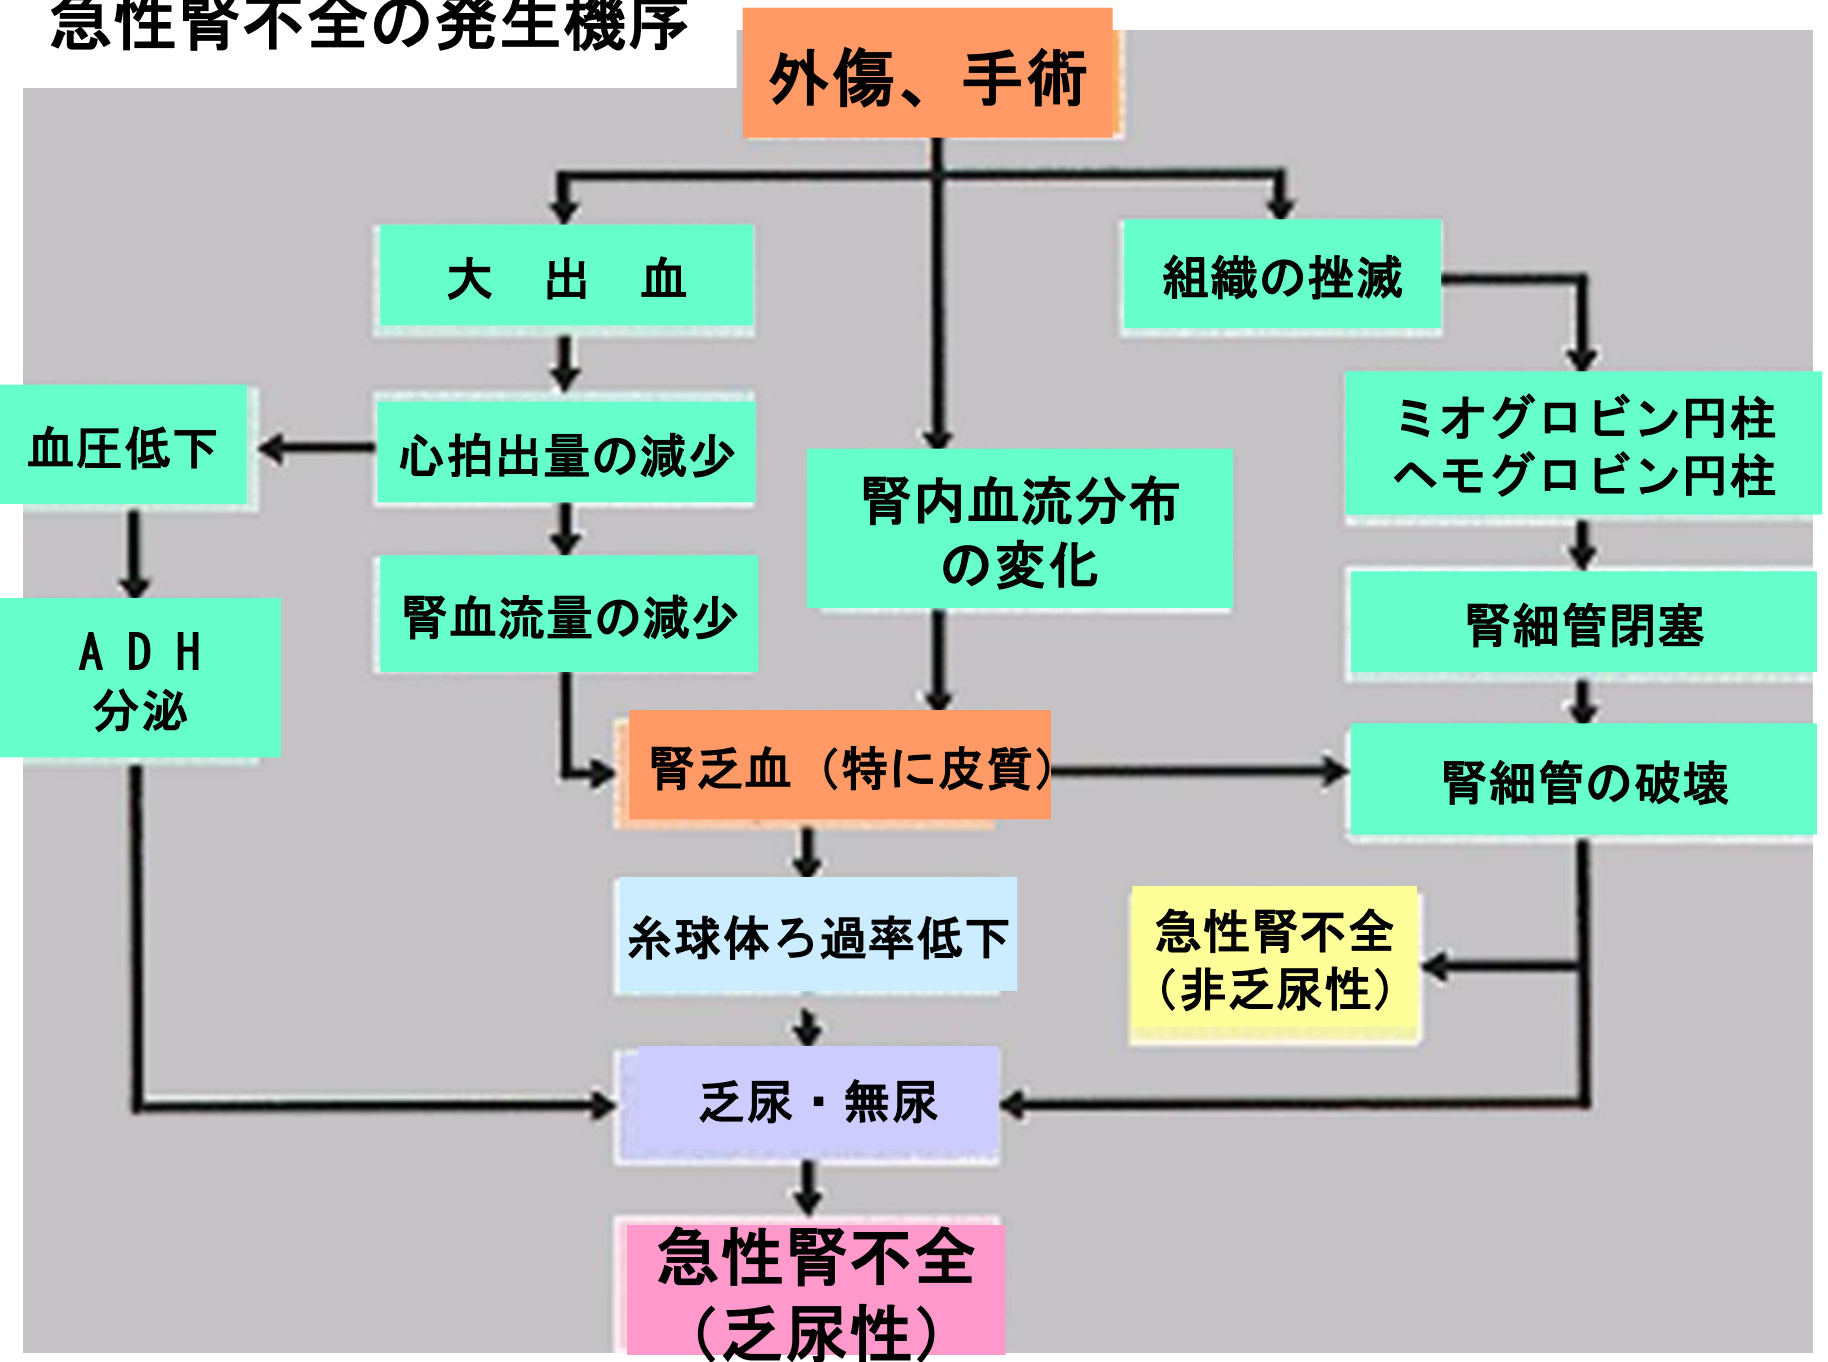 急性腎不全の発生機序
外傷、手術
大　出　血
組織の挫滅
血圧低下
心拍出量の減少
ミオグロビン円柱
ヘモグロビン円柱
腎内血流分布
の変化
腎血流量の減少
腎細管閉塞
ＡＤＨ
分泌
腎乏血（特に皮質）
腎細管の破壊
糸球体ろ過率低下
急性腎不全
（非乏尿性）
乏尿・無尿
急性腎不全
（乏尿性）